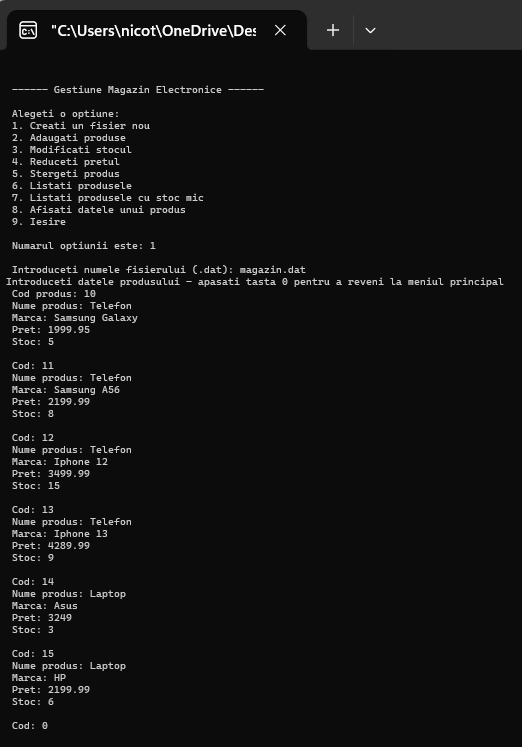 "C:\Users\nicot\OneDrive\Des
------ Gestiune Magazin Electronice ------
Alegeti o optiune:
1. Creati un fisier nou
2. Adaugati produse
3. Modificati stocul
4. Reduceti pretul
5. Stergeti produs
6. Listati produsele
7. Listati produsele cu stoc mic
8. Afisati datele unui produs
9. Iesire
Numarul optiunii este: 1
Introduceti numele fisierului (.dat): magazin.dat
Introduceti datele produsului - apasati tasta 0 pentru a reveni la meniul principal
Cod produs: 10
Nume produs: Telefon
Marca: Samsung Galaxy
Pret: 1999.95
Stoc: 5
Cod: 11
Nume produs: Telefon
Marca: Samsung A56
Pret: 2199.99
Stoc: 8
Cod: 12
Nume produs: Telefon
Marca: Iphone 12
Pret: 3499.99
Stoc: 15
Cod: 13
Nume produs: Telefon
Marca: Iphone 13
Pret: 4289.99
Stoc: 9
Cod: 14
Nume produs: Laptop
Marca: Asus
Pret: 3249
Stoc: 3
Cod: 15
Nume produs: Laptop
Marca: HP
Pret: 2199.99
Stoc: 6
Cod: 0